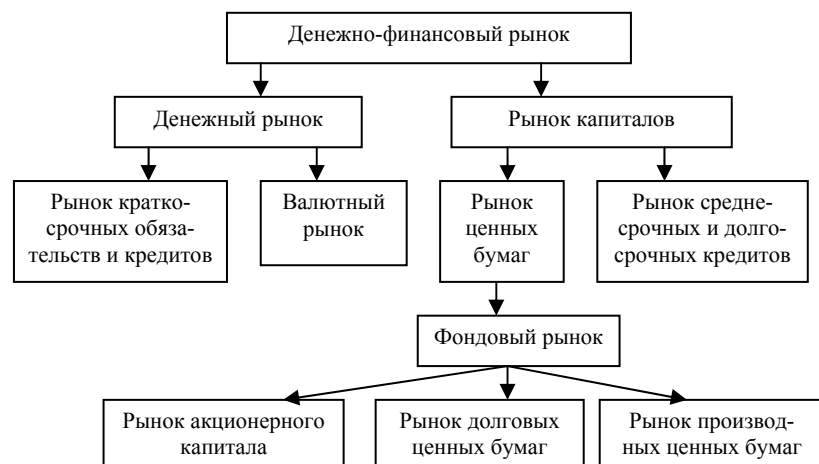 Денежно-финансовый рынок
Денежный рынок
Рынок капиталов
Рынок кратко-
срочных обяза-
тельств и кредитов
Валютный
рынок
Рынок
ценных
бумаг
Рынок средне-
срочных и долго-
срочных кредитов
Фондовый рынок
Рынок акционерного
капитала
Рынок долговых
ценных бумаг
Рынок производ-
ных ценных бумаг